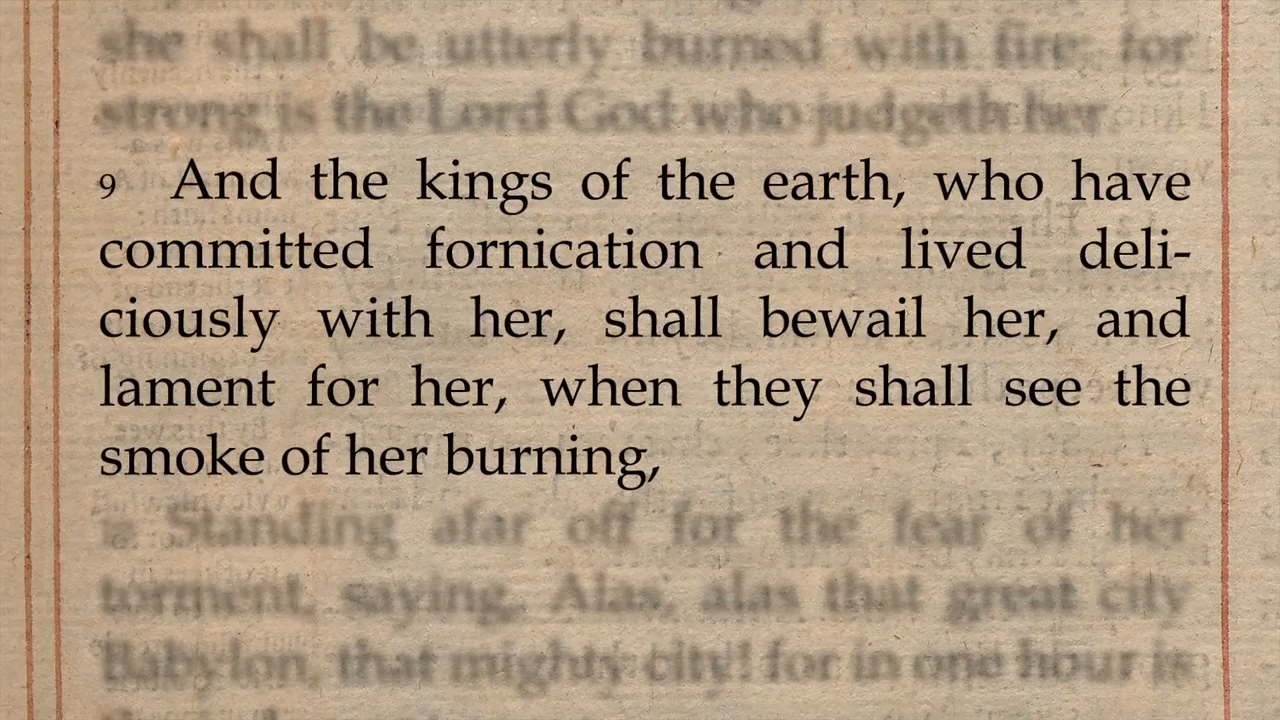 she shall be utterly burned with fire: for
strong is the Lord God who judgeth her.
9 And the kings of the earth, who have
committed fornication and lived deli-
ciously with her, shall bewail her, and
lament for her, when they shall see the
smoke of her burning,
Standing afar off for the fear of her
torment, saying, Alas, alas that great city
Babylon, that mighty city! for in one hour is